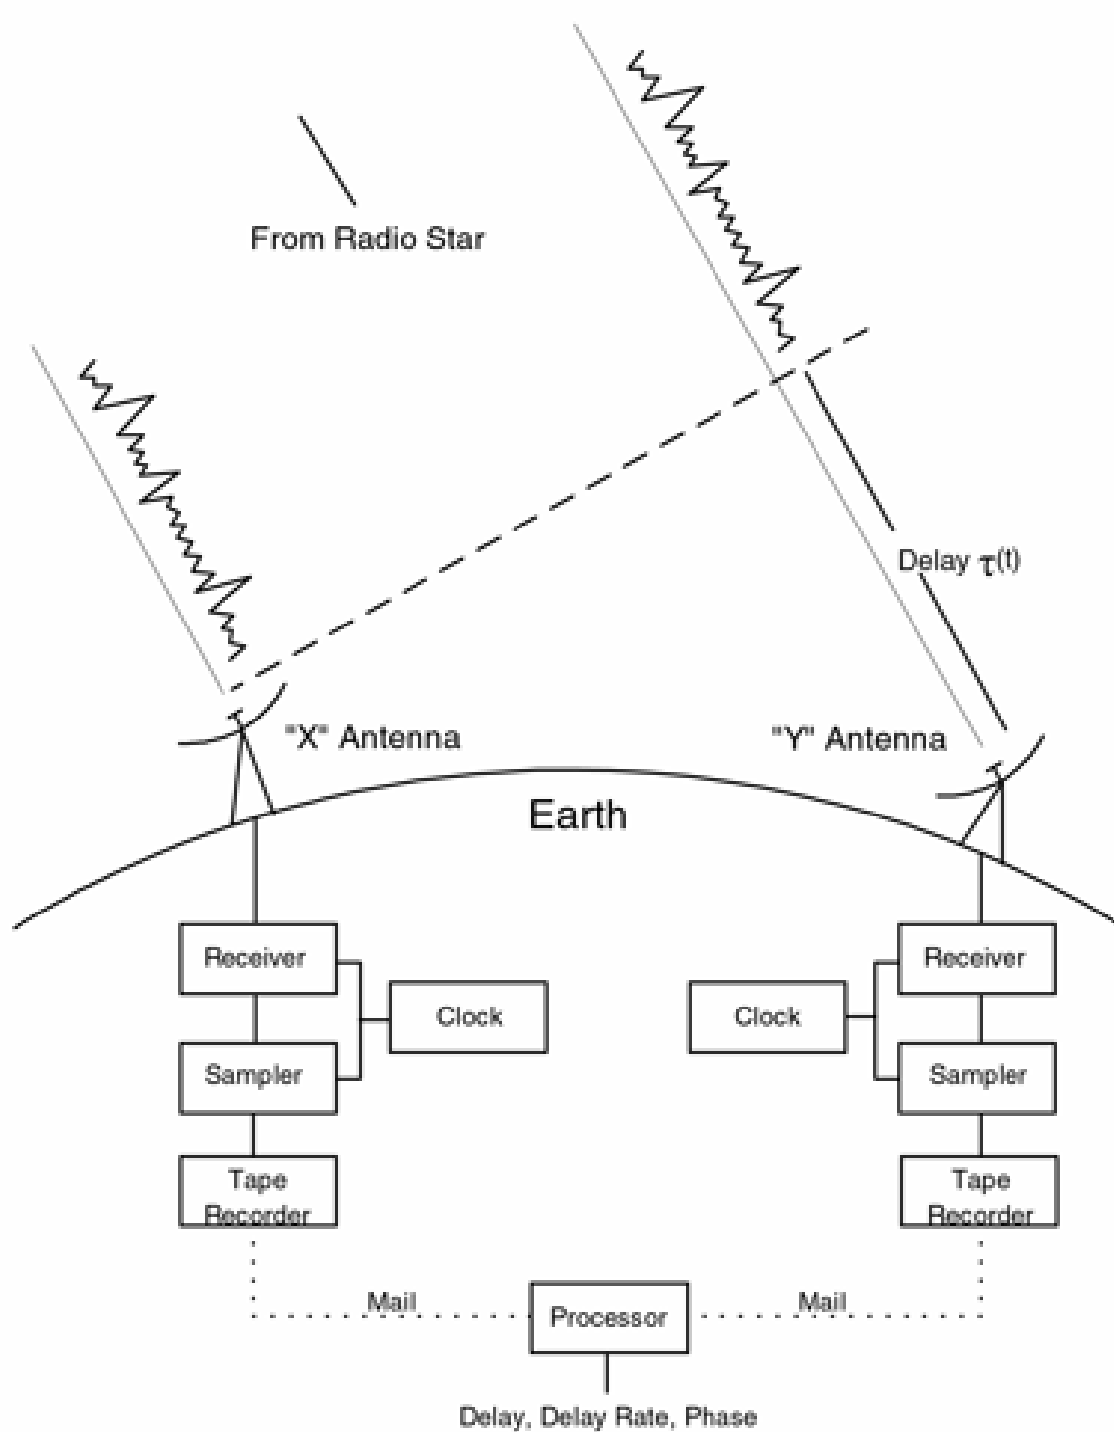 From Radio Star
Delay τ(t)
"X" Antenna
"Y" Antenna
Earth
Receiver
Receiver
Clock
Clock
Sampler
Sampler
Tape
Recorder
Tape
Recorder
Mail
Mail
Processor
Delay, Delay Rate, Phase